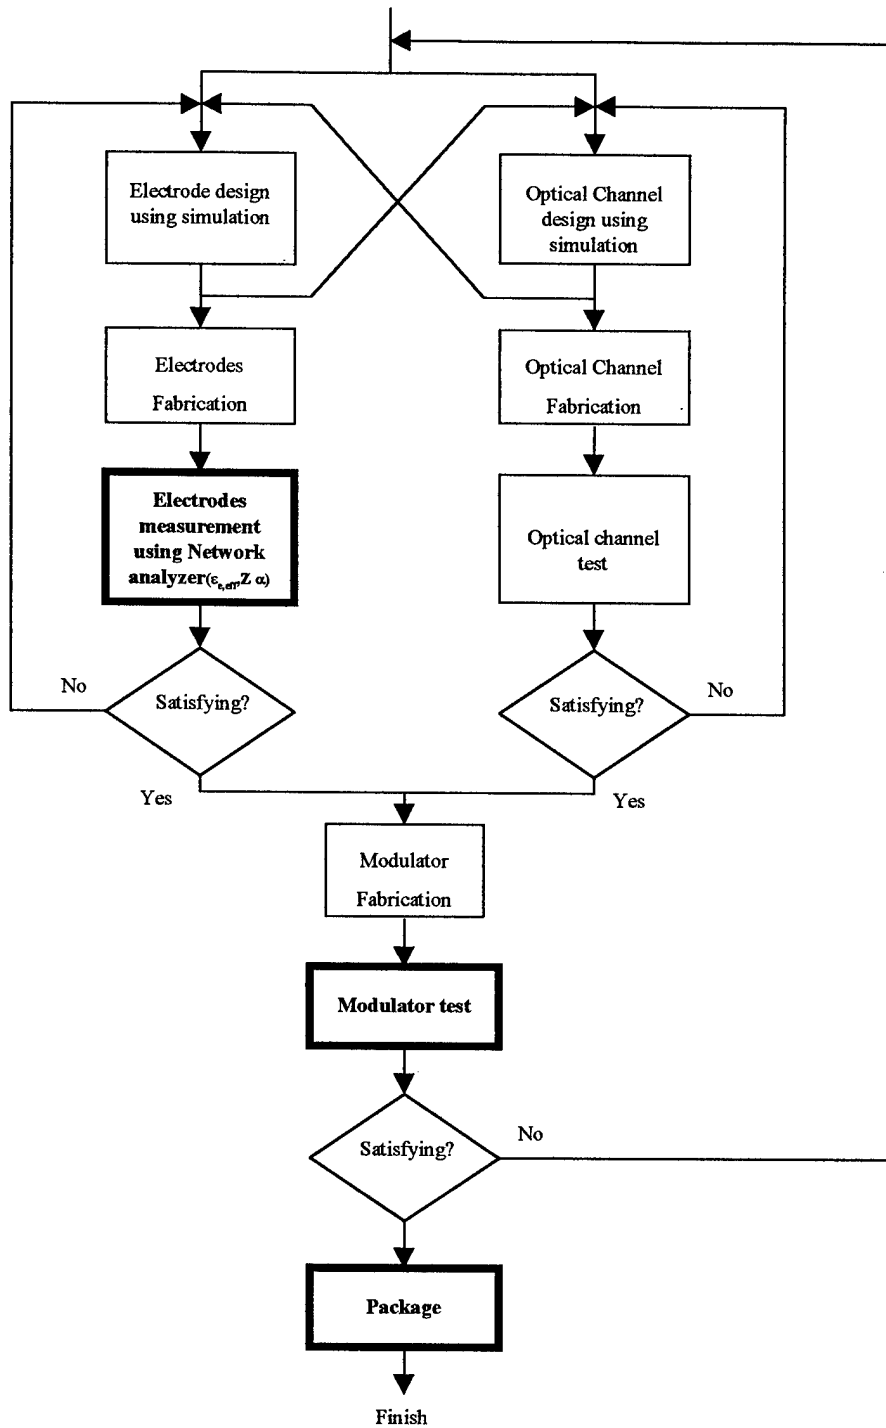 Electrode design
using simulation
Optical Channel
design using
simulation
Electrodes
Fabrication
Optical Channel
Fabrication
Electrodes
measurement
using Network
analyzer(εe,eff,Z α)
Optical channel
test
No
Satisfying?
Satisfying?
No
Yes
Yes
Modulator
Fabrication
Modulator test
Satisfying?
No
Package
Finish